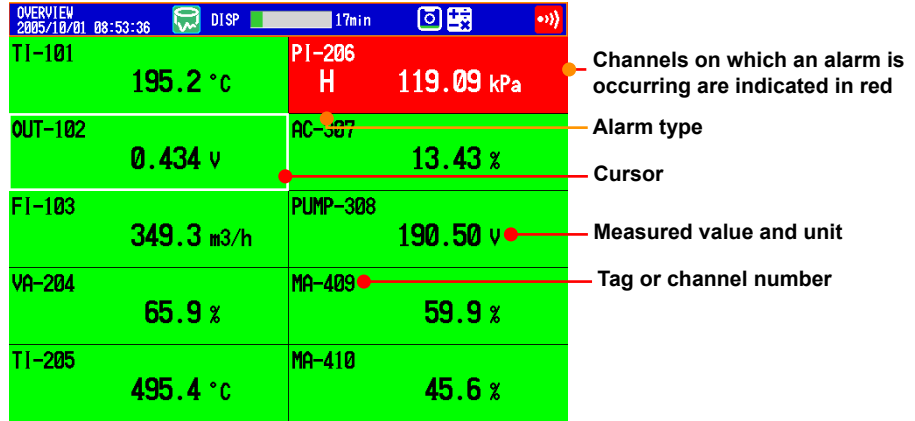 OVERVIEW
2005/10/01 08:53:36
DISP
17min
TI-101
195.2 °C
PI-206
H 119.09 kPa
Channels on which an alarm is
occurring are indicated in red
Alarm type
OUT-102
0.434 V
AC-307
13.43 %
Cursor
FI-103
349.3 m3/h
PUMP-308
190.50 V
Measured value and unit
VA-204
65.9 %
MA-409
59.9 %
Tag or channel number
TI-205
495.4 °C
MA-410
45.6 %